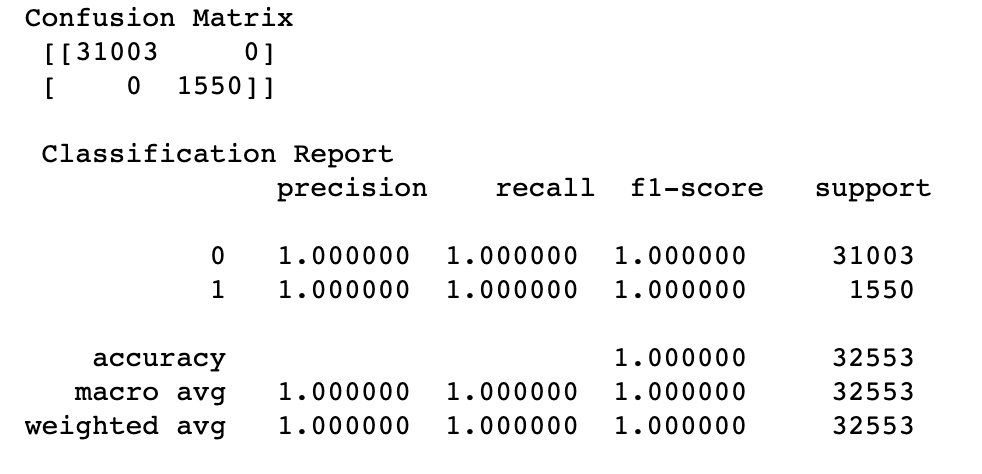 Confusion Matrix
[[31003     0]
[    0  1550]]
Classification Report
precision    recall  f1-score   support
0   1.000000  1.000000  1.000000     31003
1   1.000000  1.000000  1.000000      1550
accuracy                       1.000000     32553
macro avg   1.000000  1.000000  1.000000     32553
weighted avg   1.000000  1.000000  1.000000     32553